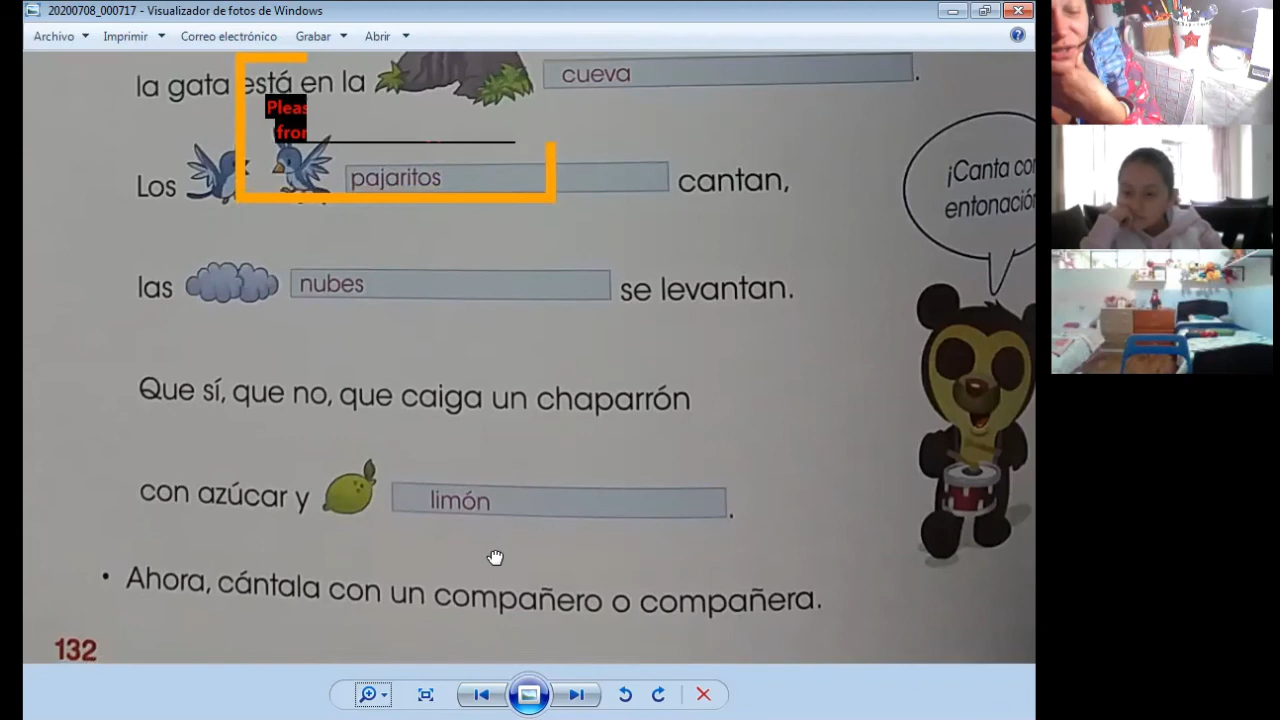 20200708_000717 - Visualizador de fotos de Windows
Archivo Imprimir Correo electrónico Grabar Abrir
la gata está en la cueva.
Los pajaritos cantan,
las nubes se levantan.
Que sí, que no, que caiga un chaparrón
con azúcar y limón.
• Ahora, cántala con un compañero o compañera.
132
¡Canta con
entonación